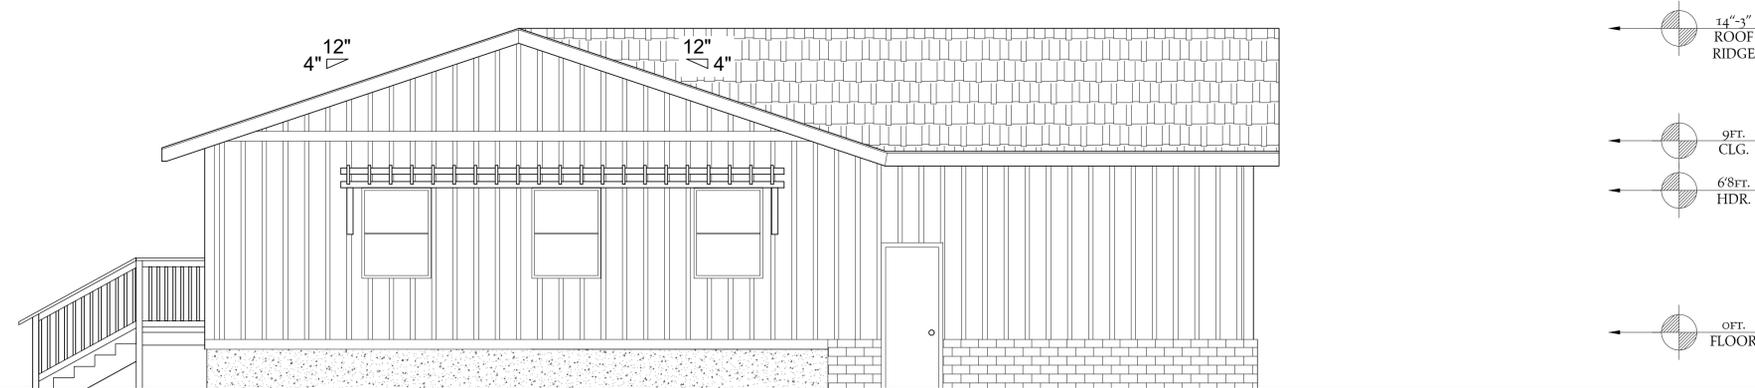 12"
4"
12"
4"
14"-3"
ROOF
RIDGE
9FT.
CLG.
6'8FT.
HDR.
0FT.
FLOOR